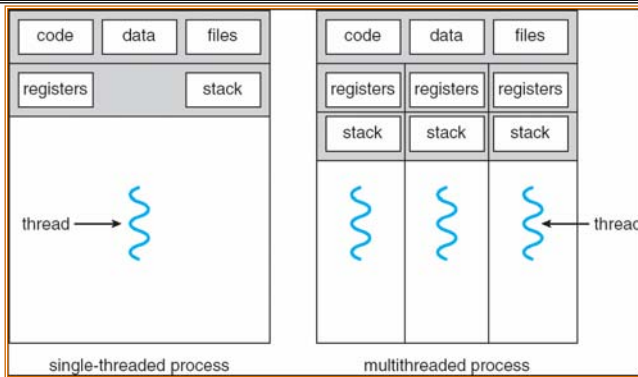 code data files code data files
registers stack registers registers registers
stack stack stack
thread thread
single-threaded process multithreaded process